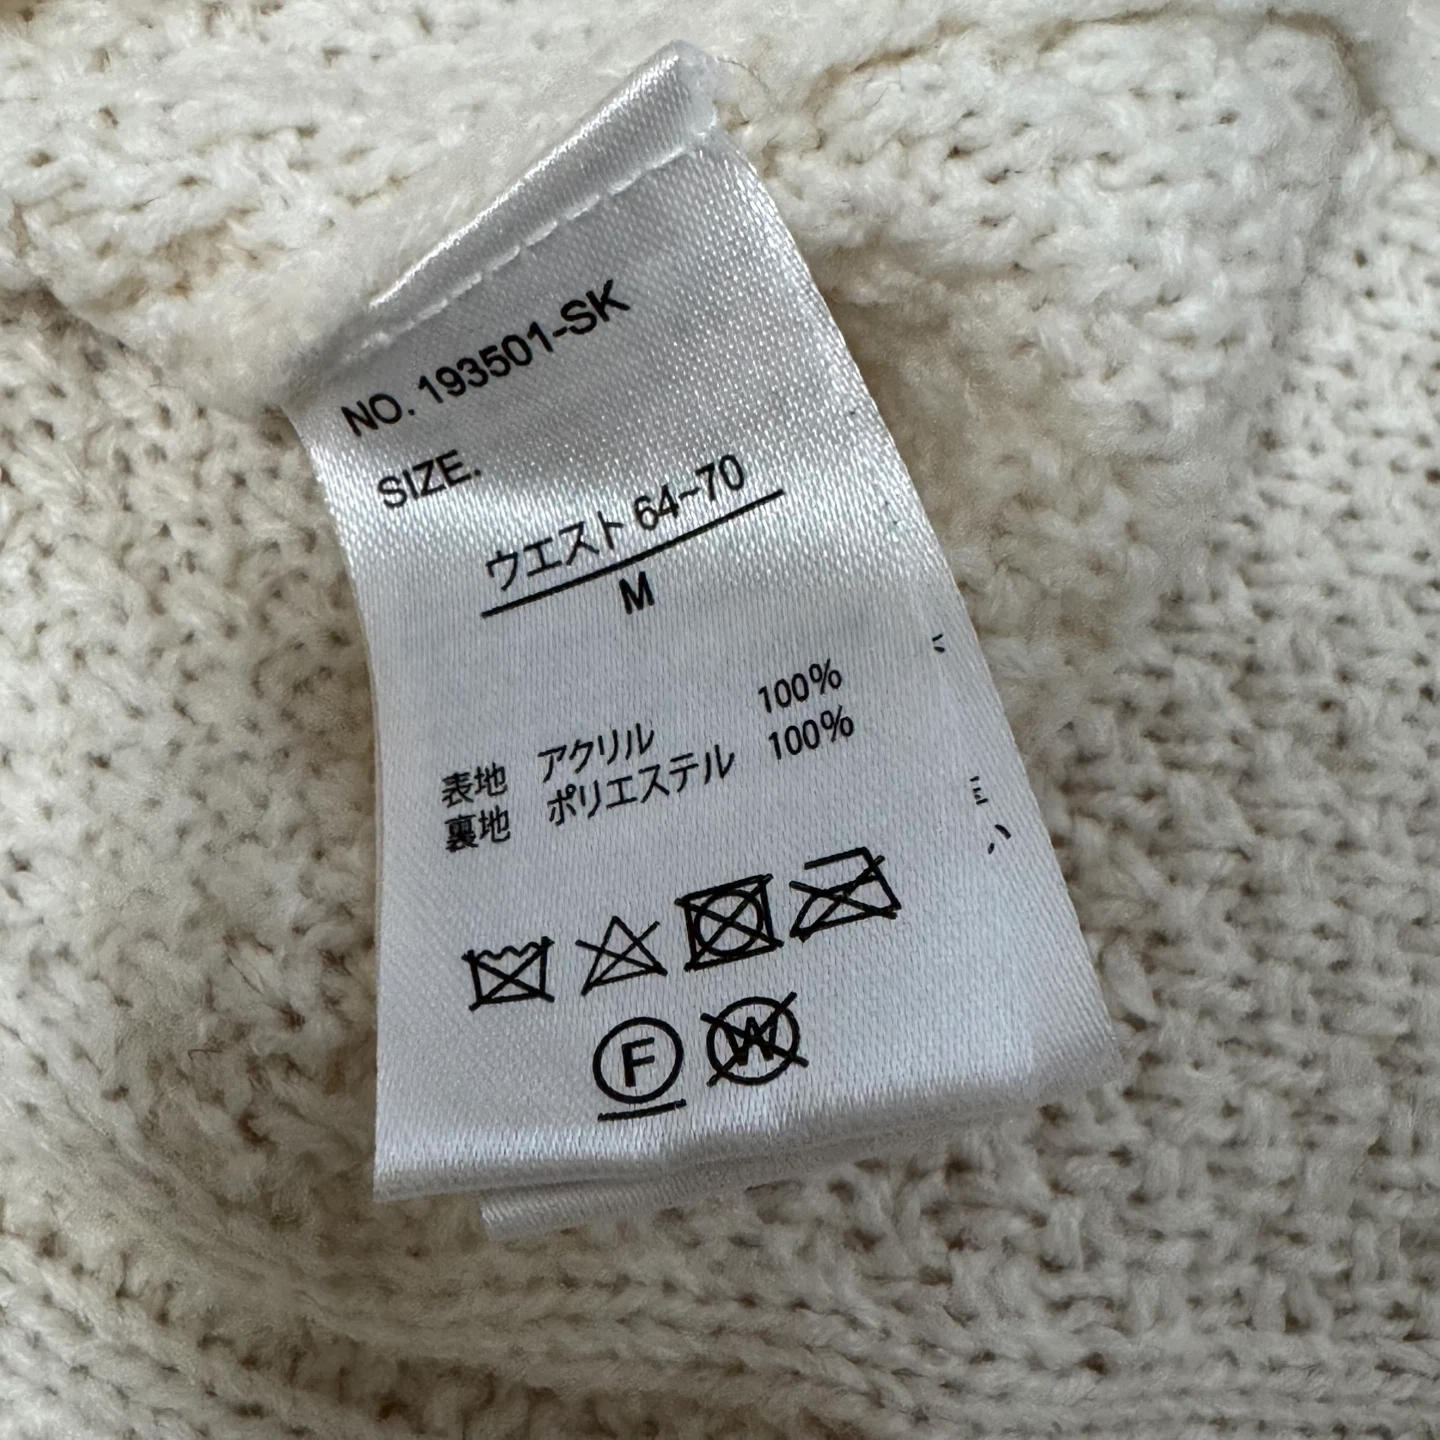 NO. 193501-SK
SIZE.
ウエスト 64~70
M
表地 アクリル 100%
裏地 ポリエステル 100%
F W